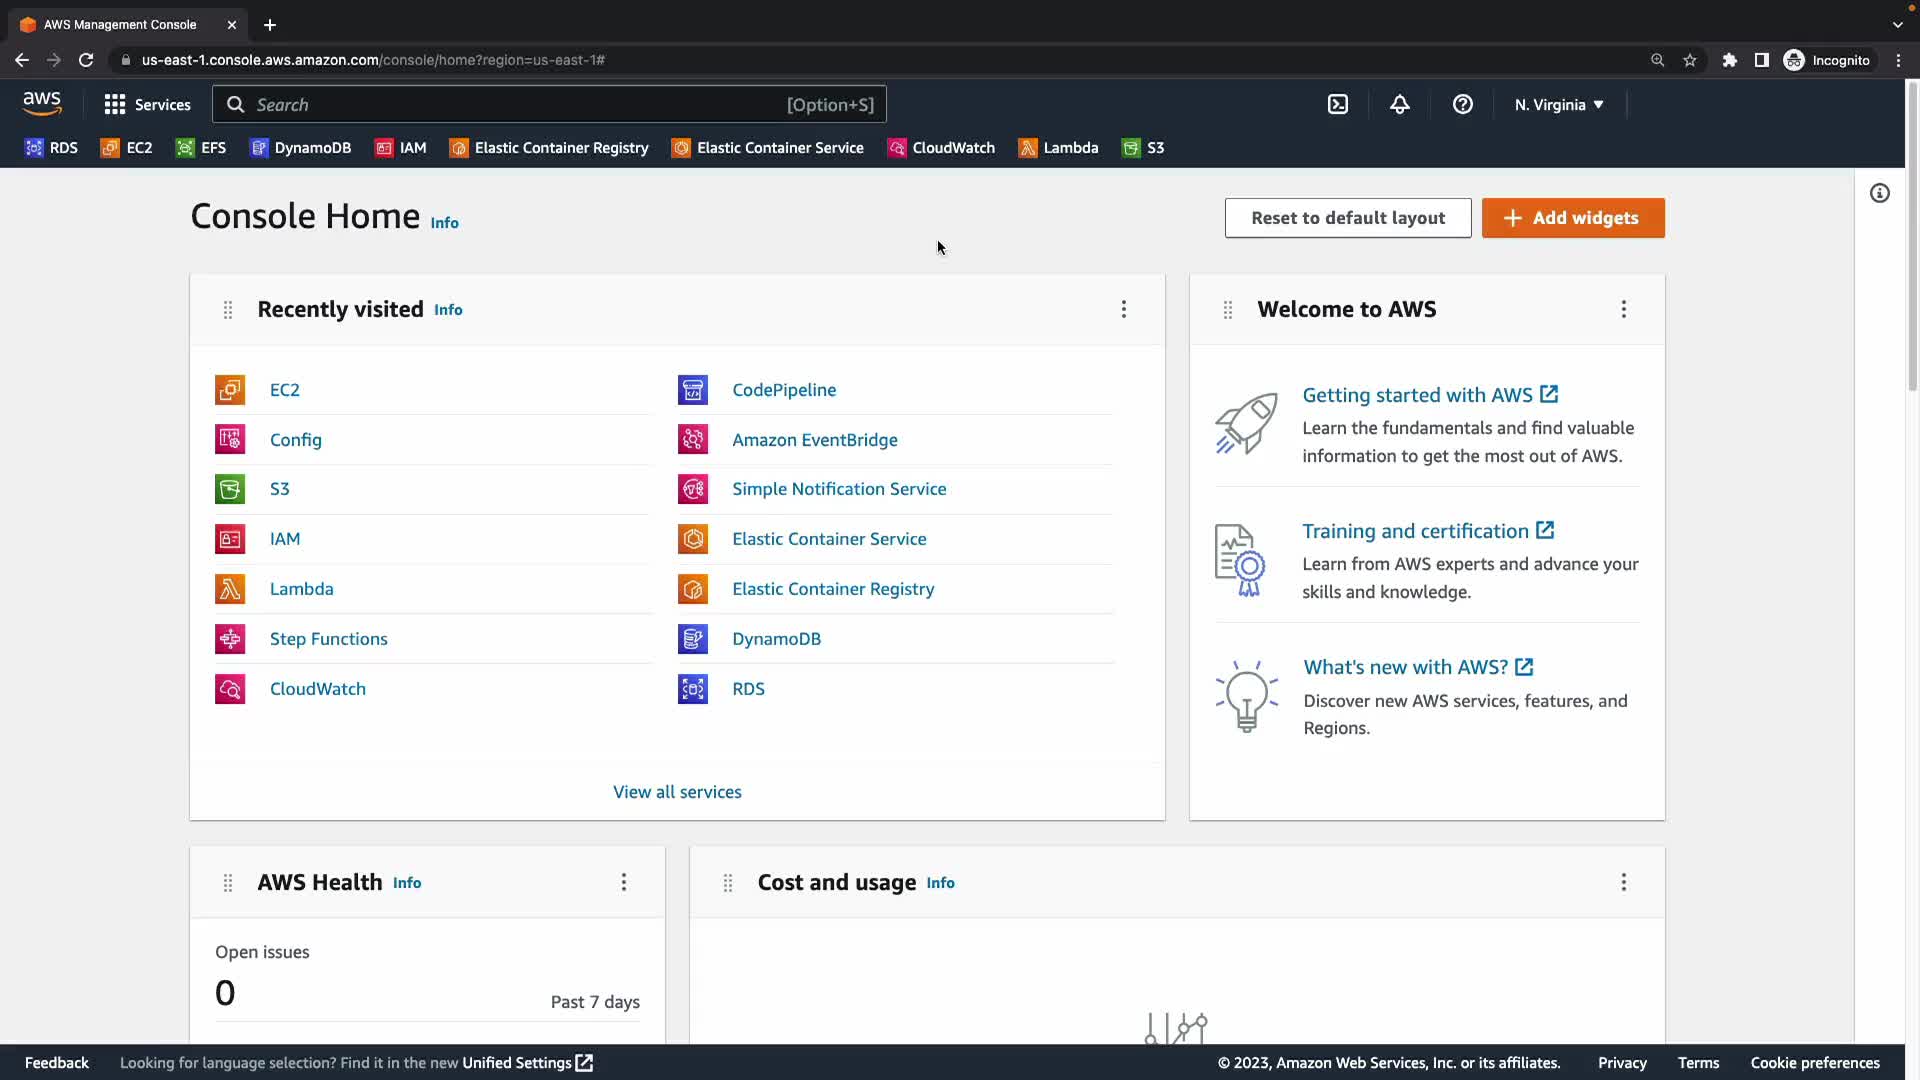 AWS Management Console
us-east-1.console.aws.amazon.com/console/home?region=us-east-1#
Incognito
aws
Services
Search
[Option+S]
N. Virginia
RDS
EC2
EFS
DynamoDB
IAM
Elastic Container Registry
Elastic Container Service
CloudWatch
Lambda
S3
Console Home Info
Reset to default layout
Add widgets
Recently visited Info
EC2
Config
S3
IAM
Lambda
Step Functions
CloudWatch
CodePipeline
Amazon EventBridge
Simple Notification Service
Elastic Container Service
Elastic Container Registry
DynamoDB
RDS
View all services
Welcome to AWS
Getting started with AWS
Learn the fundamentals and find valuable
information to get the most out of AWS.
Training and certification
Learn from AWS experts and advance your
skills and knowledge.
What's new with AWS?
Discover new AWS services, features, and
Regions.
AWS Health Info
Open issues
0
Past 7 days
Cost and usage Info
Feedback
Looking for language selection? Find it in the new Unified Settings
© 2023, Amazon Web Services, Inc. or its affiliates.
Privacy
Terms
Cookie preferences